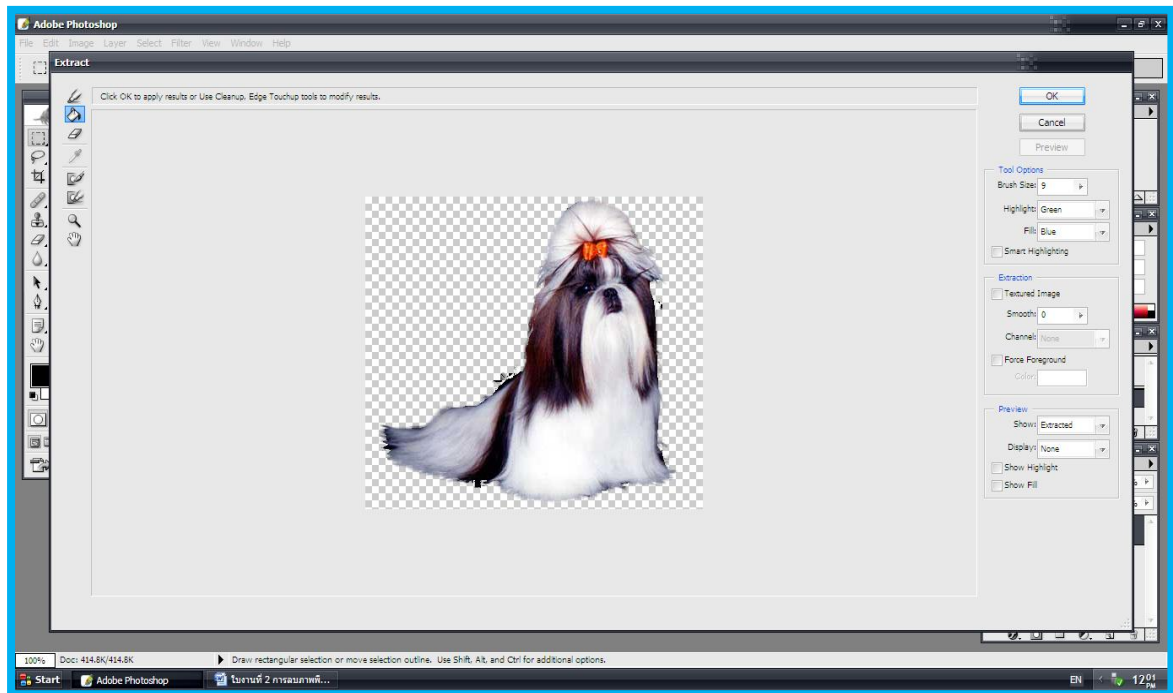 Adobe Photoshop
File Edit Image Layer Select Filter View Window Help
Extract
Click OK to apply results or Use Cleanup. Edge Touchup tools to modify results.
OK
Cancel
Preview
Tool Options
Brush Size: 9
Highlight: Green
Fill: Blue
Smart Highlighting
Extraction
Textured Image
Smooth: 0
Channel: None
Force Foreground
Color:
Preview
Show: Extracted
Display: None
Show Highlight
Show Fill
100% Doc: 414.8K/414.8K Draw rectangular selection or move selection outline. Use Shift, Alt, and Ctrl for additional options.
Start Adobe Photoshop ใบงานที่ 2 การลบภาพพื้... EN 12 01 PM